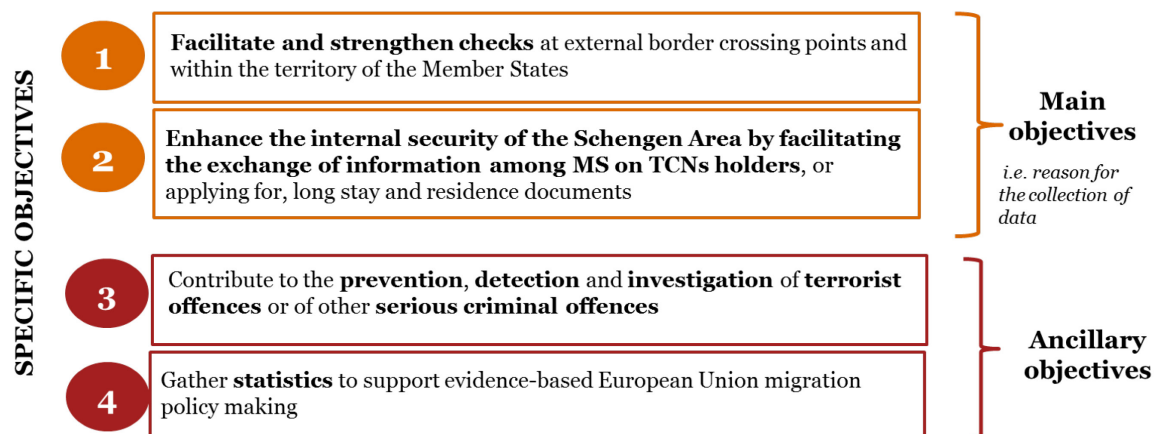 SPECIFIC OBJECTIVES
1
Facilitate and strengthen checks at external border crossing points and
within the territory of the Member States
2
Enhance the internal security of the Schengen Area by facilitating
the exchange of information among MS on TCNs holders, or
applying for, long stay and residence documents
Main
objectives
i.e. reason for
the collection of
data
3
Contribute to the prevention, detection and investigation of terrorist
offences or of other serious criminal offences
4
Gather statistics to support evidence-based European Union migration
policy making
Ancillary
objectives